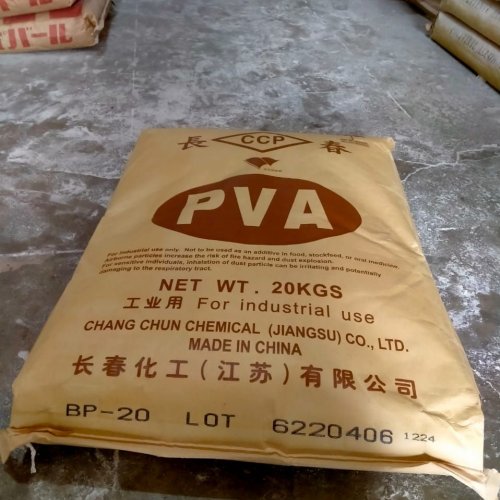 バール
長 CCP 春
PVA
For industrial use only. Not to be used as an additive in food, stockfeed, or oral medicine.
Airborne particles increase the risk of fire hazard and dust explosion.
For sensitive individuals, inhalation of dust particle can be irritating and potentially
damaging to the respiratory tract.
NET WT. 20KGS
工业用 For industrial use
CHANG CHUN CHEMICAL (JIANGSU) CO., LTD.
MADE IN CHINA
长春化工(江苏)有限公司
BP-20 LOT 6220406 1224